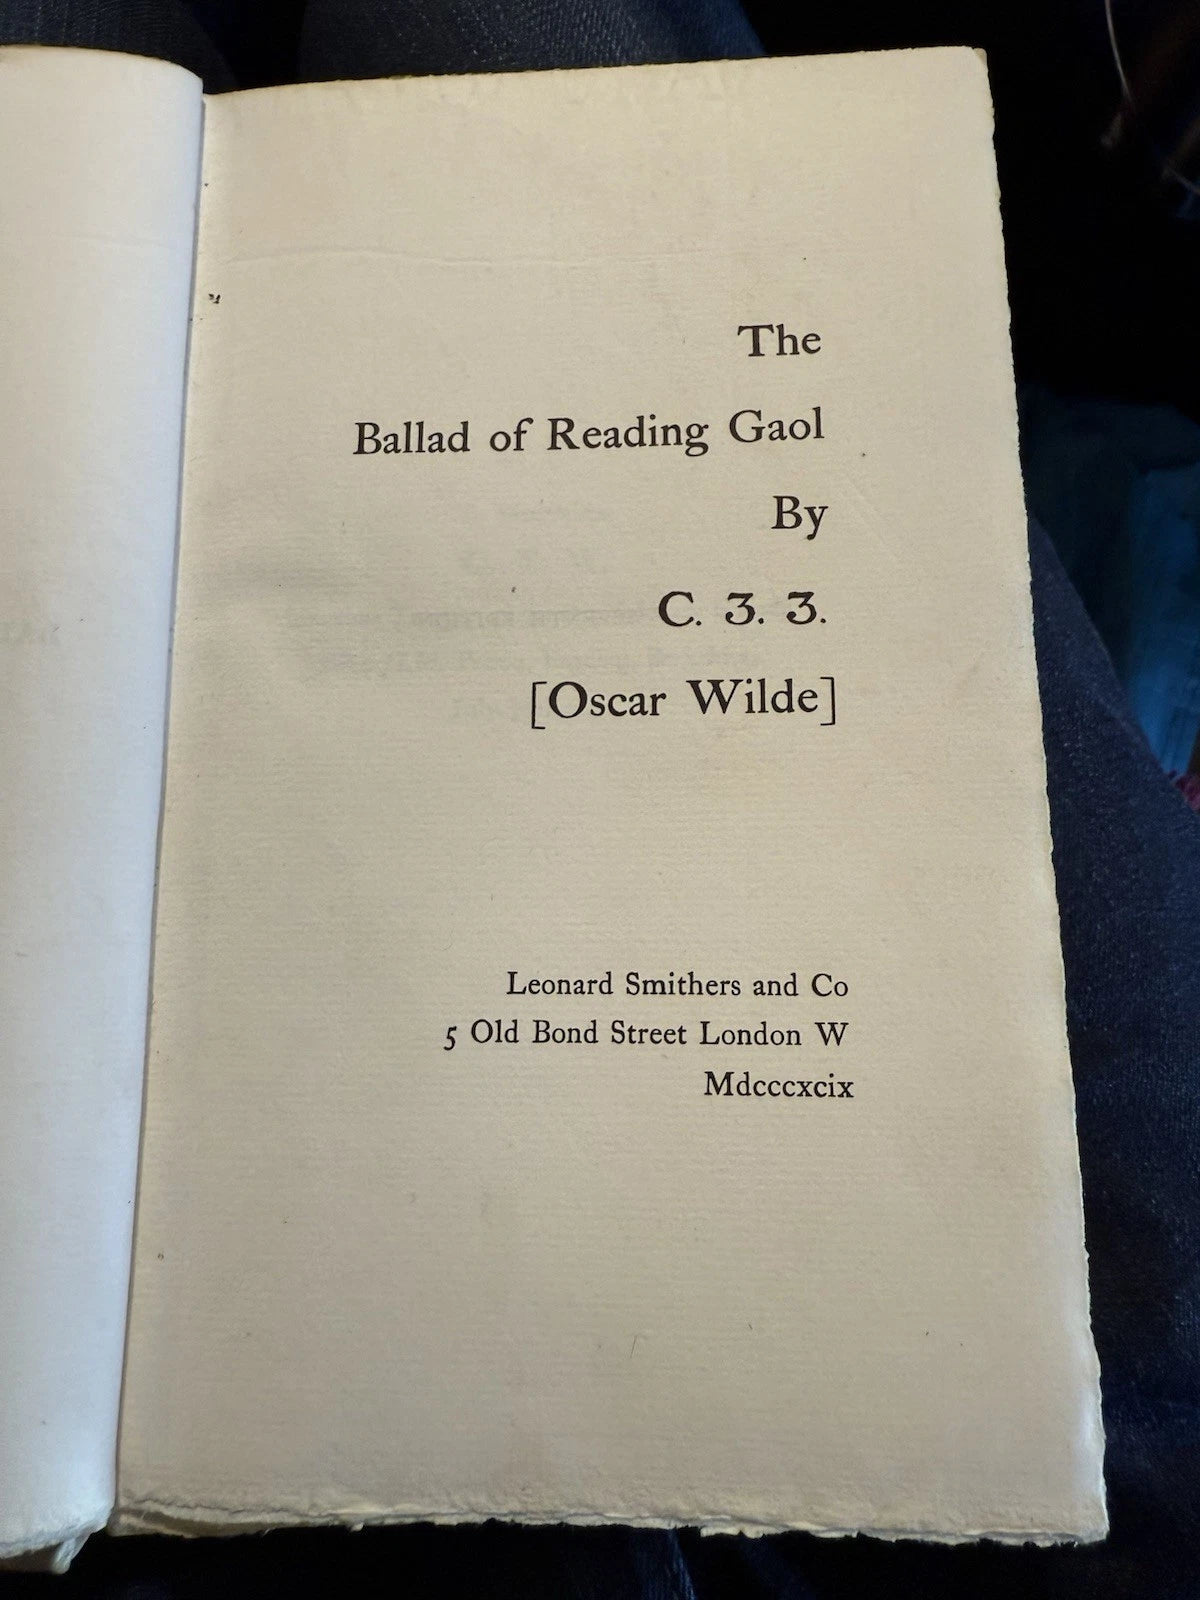 The
Ballad of Reading Gaol
By
C. 3. 3.
[Oscar Wilde]
Leonard Smithers and Co
5 Old Bond Street London W
Mdcccxcix